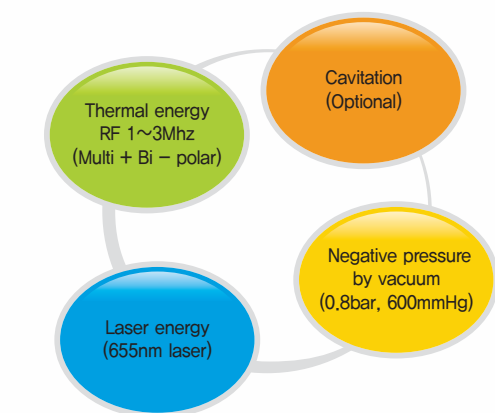 Cavitation
(Optional)
Thermal energy
RF 1~3Mhz
(Multi + Bi - polar)
Negative pressure
by vacuum
(0.8bar, 600mmHg)
Laser energy
(655nm laser)